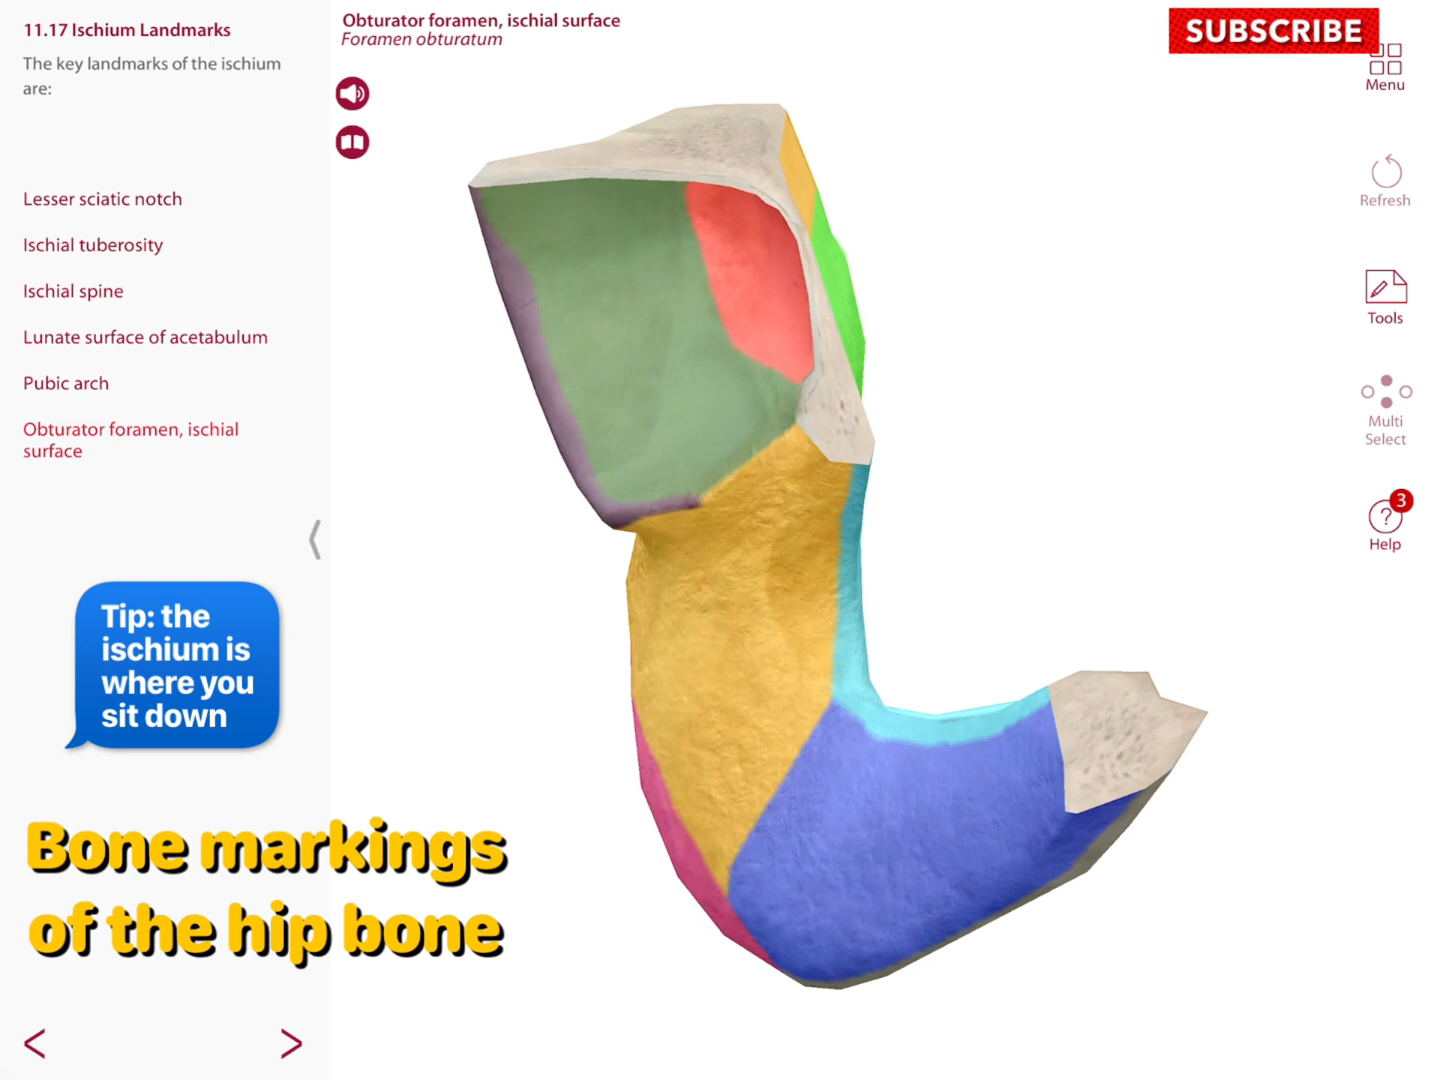 11.17 Ischium Landmarks
The key landmarks of the ischium
are:
Lesser sciatic notch
Ischial tuberosity
Ischial spine
Lunate surface of acetabulum
Pubic arch
Obturator foramen, ischial
surface
Tip: the
ischium is
where you
sit down
Bone markings
of the hip bone
<
>
Obturator foramen, ischial surface
Foramen obturatum
SUBSCRIBE
Menu
Refresh
Tools
Multi
Select
3
?
Help